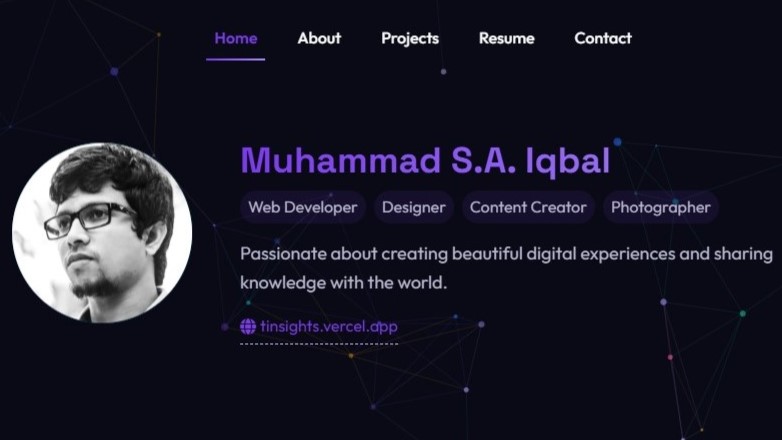 Home About Projects Resume Contact
Muhammad S.A. Iqbal
Web Developer Designer Content Creator Photographer
Passionate about creating beautiful digital experiences and sharing
knowledge with the world.
tinsights.vercel.app